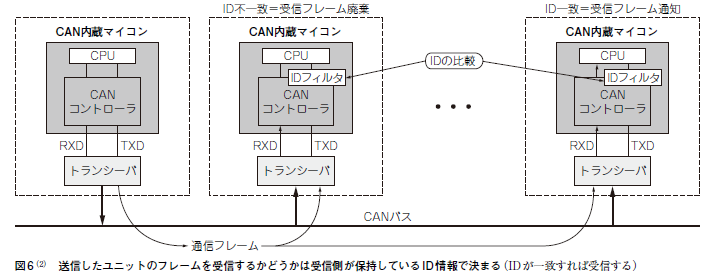 ID不一致＝受信フレーム廃棄
ID一致＝受信フレーム通知
CAN内蔵マイコン
CPU
CAN
コントローラ
RXD
TXD
トランシーバ
CAN内蔵マイコン
CPU
IDフィルタ
CAN
コントローラ
RXD
TXD
トランシーバ
IDの比較
・・・
CAN内蔵マイコン
CPU
IDフィルタ
CAN
コントローラ
RXD
TXD
トランシーバ
CANバス
通信フレーム
図6⁽²⁾ 送信したユニットのフレームを受信するかどうかは受信側が保持しているID情報で決まる（IDが一致すれば受信する）